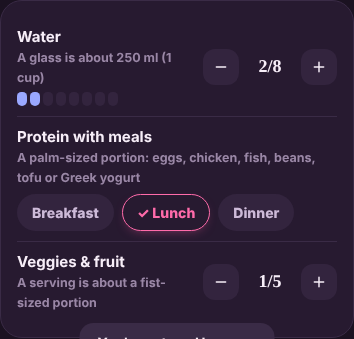 Water
A glass is about 250 ml (1
cup)
− 2/8 +
Protein with meals
A palm-sized portion: eggs, chicken, fish, beans,
tofu or Greek yogurt
Breakfast ✓ Lunch Dinner
Veggies & fruit
A serving is about a fist-
sized portion
− 1/5 +